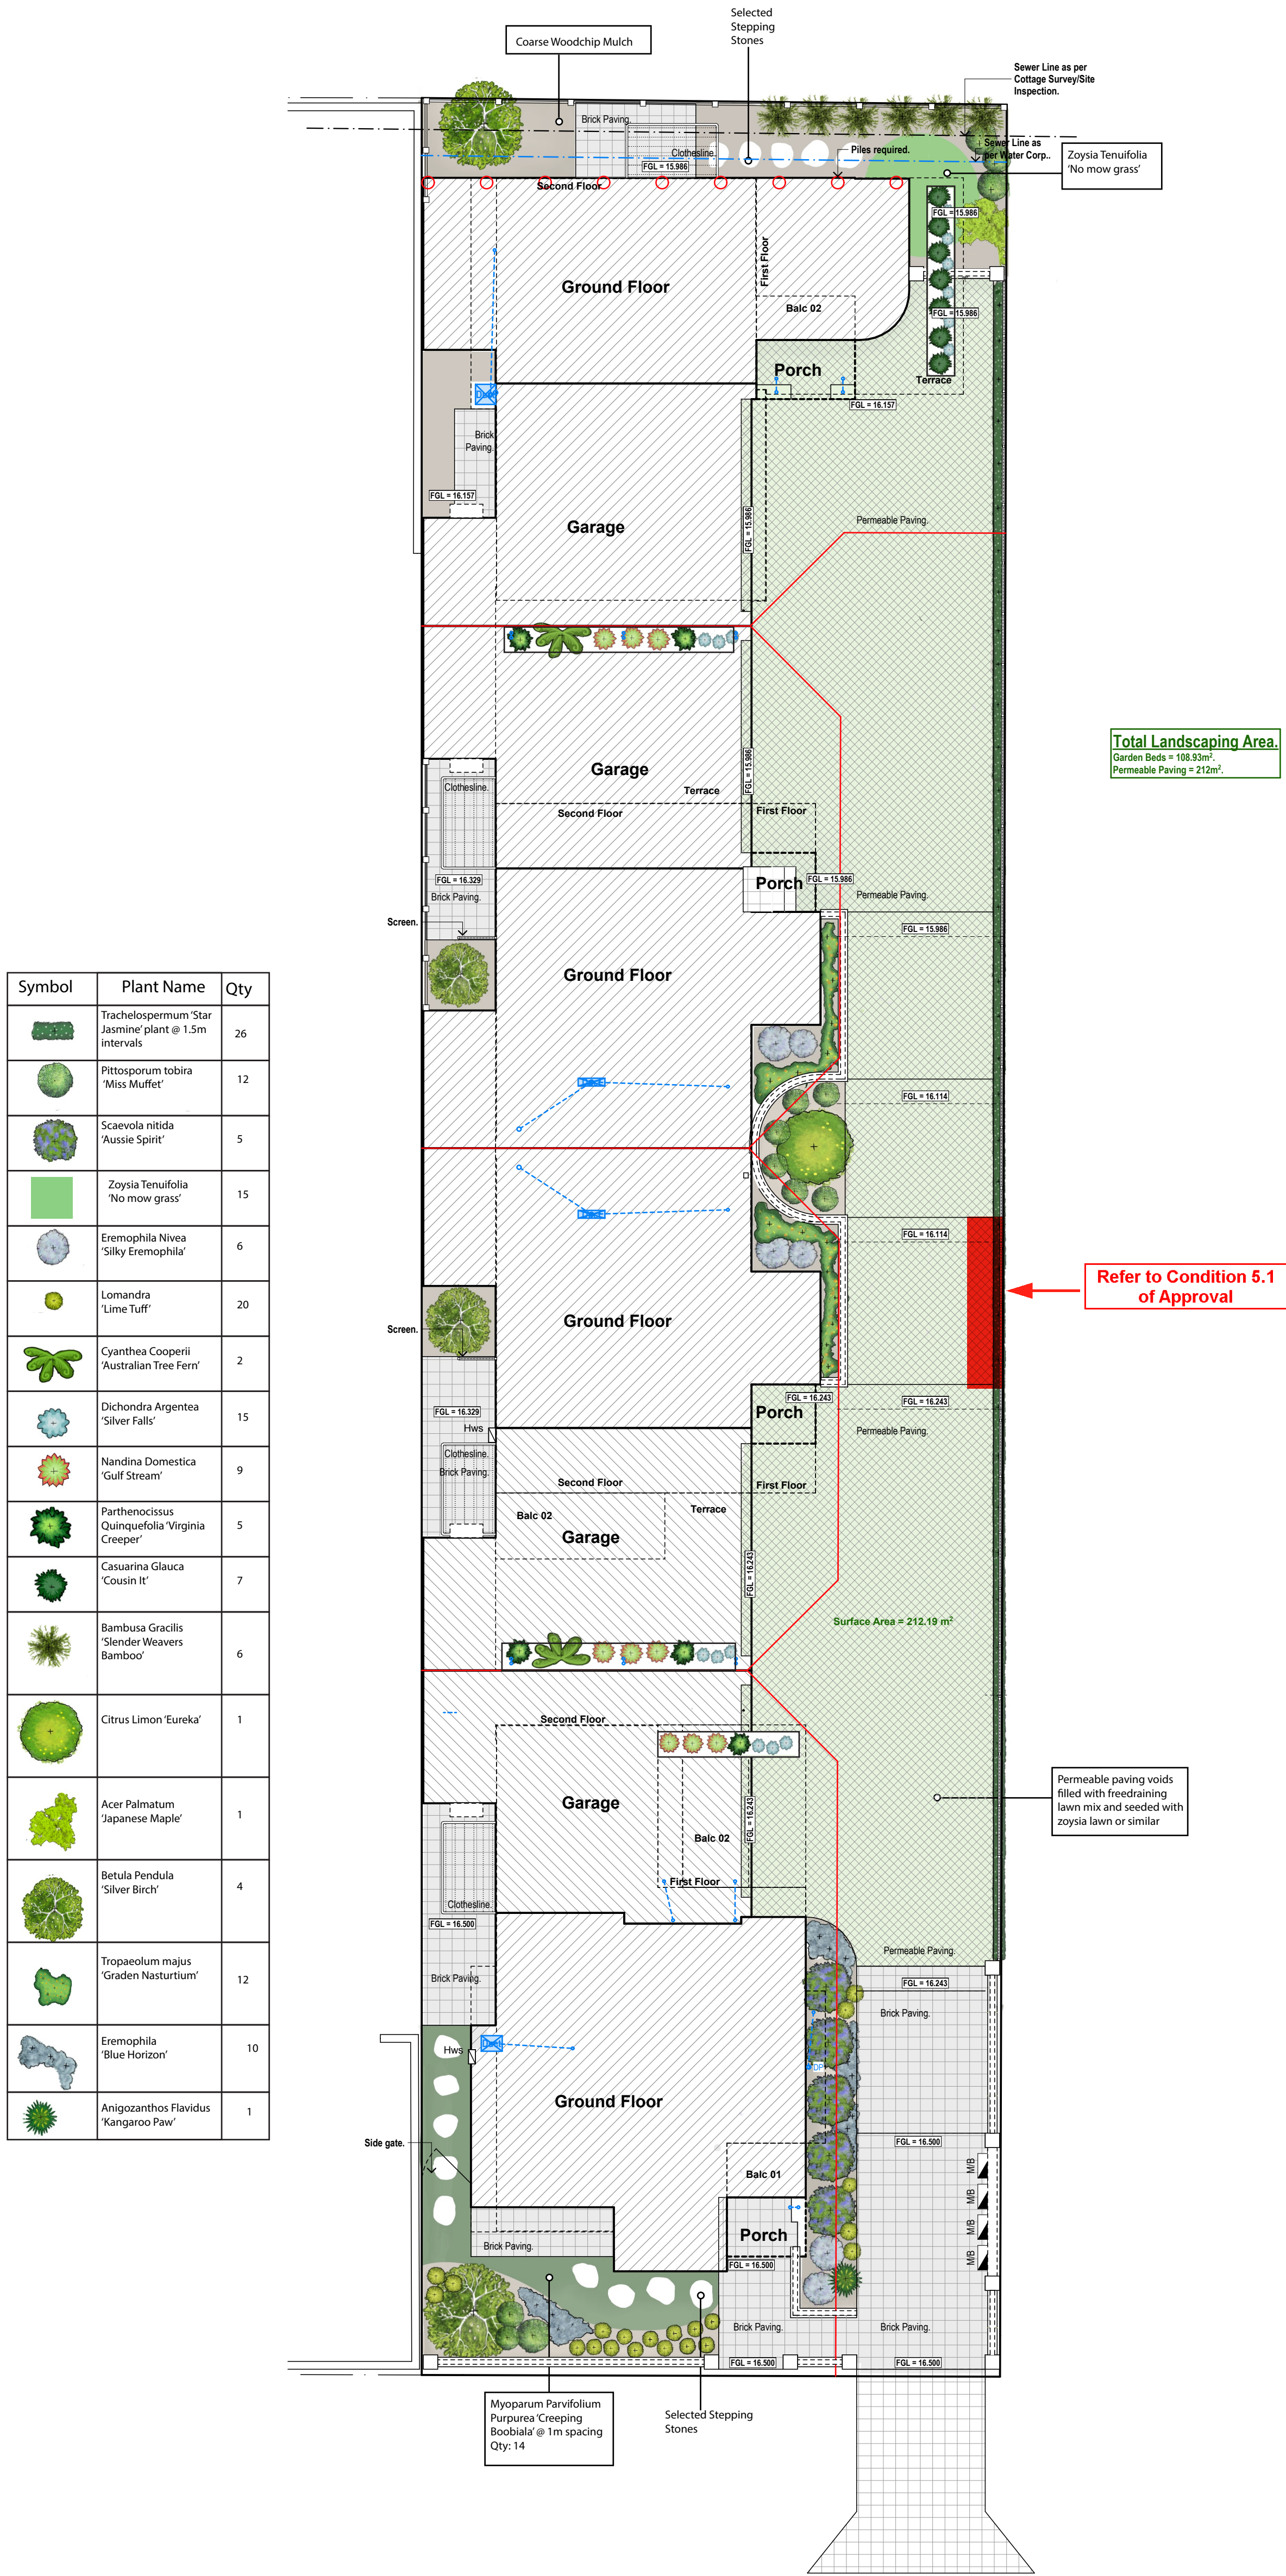 Selected
Stepping
Stones
Coarse Woodchip Mulch
Sewer Line as per
Cottage Survey/Site
Inspection.
Brick Paving.
Clothesline.
FGL = 15.986
Piles required.
Sewer Line as
per Water Corp..
Zoysia Tenuifolia
'No mow grass'
Second Floor
FGL = 15.986
First Floor
Ground Floor
Balc 02
FGL = 15.986
Porch
Terrace
FGL = 16.157
Brick
Paving.
FGL = 16.157
Garage
FGL = 15.986
Permeable Paving.
Total Landscaping Area.
Garden Beds = 108.93m².
Permeable Paving = 212m².
Garage
FGL = 15.986
Clothesline.
Terrace
Second Floor
First Floor
FGL = 16.329
Brick Paving.
Porch
FGL = 15.986
Permeable Paving.
Screen.
FGL = 15.986
Ground Floor
Symbol Plant Name Qty
Trachelospermum 'Star
Jasmine' plant @ 1.5m
intervals
26
Pittosporum tobira
'Miss Muffet'
12
Scaevola nitida
'Aussie Spirit'
5
Zoysia Tenuifolia
'No mow grass'
15
Eremophila Nivea
'Silky Eremophila'
6
Lomandra
'Lime Tuff'
20
Cyanthea Cooperii
'Australian Tree Fern'
2
Dichondra Argentea
'Silver Falls'
15
Nandina Domestica
'Gulf Stream'
9
Parthenocissus
Quinquefolia 'Virginia
Creeper'
5
Casuarina Glauca
'Cousin It'
7
Bambusa Gracilis
'Slender Weavers
Bamboo'
6
Citrus Limon 'Eureka'
1
Acer Palmatum
'Japanese Maple'
1
Betula Pendula
'Silver Birch'
4
Tropaeolum majus
'Graden Nasturtium'
12
Eremophila
'Blue Horizon'
10
Anigozanthos Flavidus
'Kangaroo Paw'
1
FGL = 16.114
FGL = 16.114
Refer to Condition 5.1
of Approval
Screen.
Ground Floor
FGL = 16.329
Hws
Clothesline.
Brick Paving.
FGL = 16.243
Porch
FGL = 16.243
Permeable Paving.
Second Floor
First Floor
Balc 02
Terrace
Garage
FGL = 16.243
Surface Area = 212.19 m²
Second Floor
Garage
FGL = 16.243
Balc 02
First Floor
Permeable paving voids
filled with freedraining
lawn mix and seeded with
zoysia lawn or similar
Clothesline.
FGL = 16.500
Brick Paving.
Permeable Paving.
FGL = 16.243
Brick Paving.
Hws
DP
Ground Floor
Side gate.
FGL = 16.500
Balc 01
M/B
M/B
M/B
M/B
Porch
Brick Paving.
FGL = 16.500
Brick Paving.
Brick Paving.
FGL = 16.500
FGL = 16.500
Myoparum Parvifolium
Purpurea 'Creeping
Boobiala' @ 1m spacing
Qty: 14
Selected Stepping
Stones